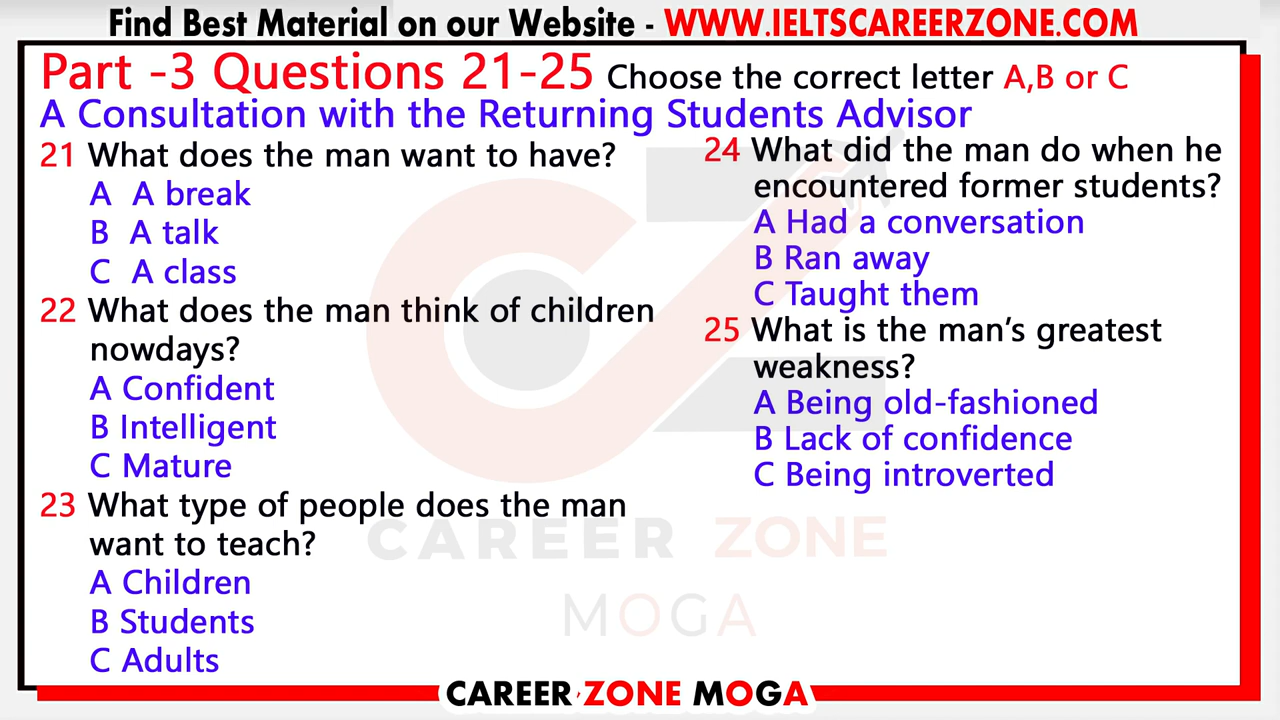 Find Best Material on our Website - WWW.IELTSCAREERZONE.COM
Part -3 Questions 21-25 Choose the correct letter A,B or C
A Consultation with the Returning Students Advisor
21 What does the man want to have?
A A break
B A talk
C A class
22 What does the man think of children
nowdays?
A Confident
B Intelligent
C Mature
23 What type of people does the man
want to teach?
A Children
B Students
C Adults
24 What did the man do when he
encountered former students?
A Had a conversation
B Ran away
C Taught them
25 What is the man’s greatest
weakness?
A Being old-fashioned
B Lack of confidence
C Being introverted
CAREER ZONE
MOGA
CAREER ZONE MOGA